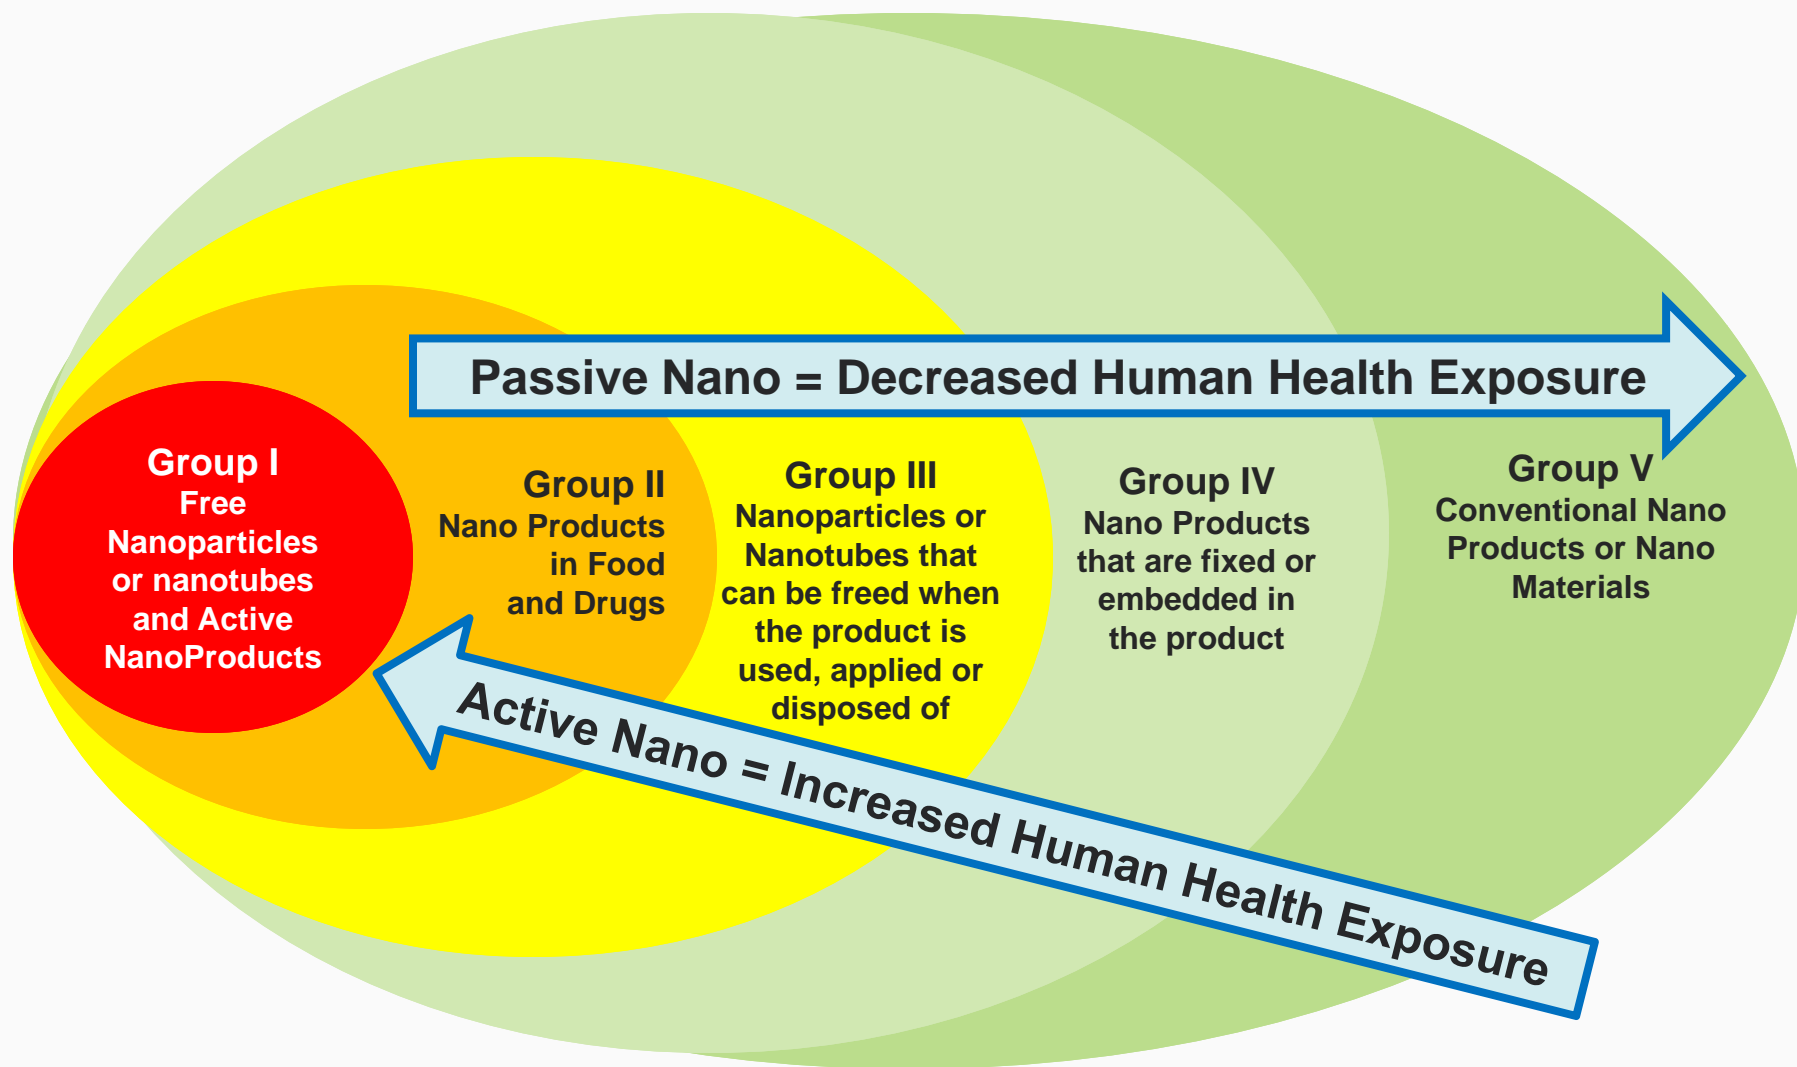 Passive Nano = Decreased Human Health Exposure
Group I
Free
Nanoparticles
or nanotubes
and Active
NanoProducts
Group II
Nano Products
in Food
and Drugs
Group III
Nanoparticles or
Nanotubes that
can be freed when
the product is
used, applied or
disposed of
Group IV
Nano Products
that are fixed or
embedded in
the product
Group V
Conventional Nano
Products or Nano
Materials
Active Nano = Increased Human Health Exposure